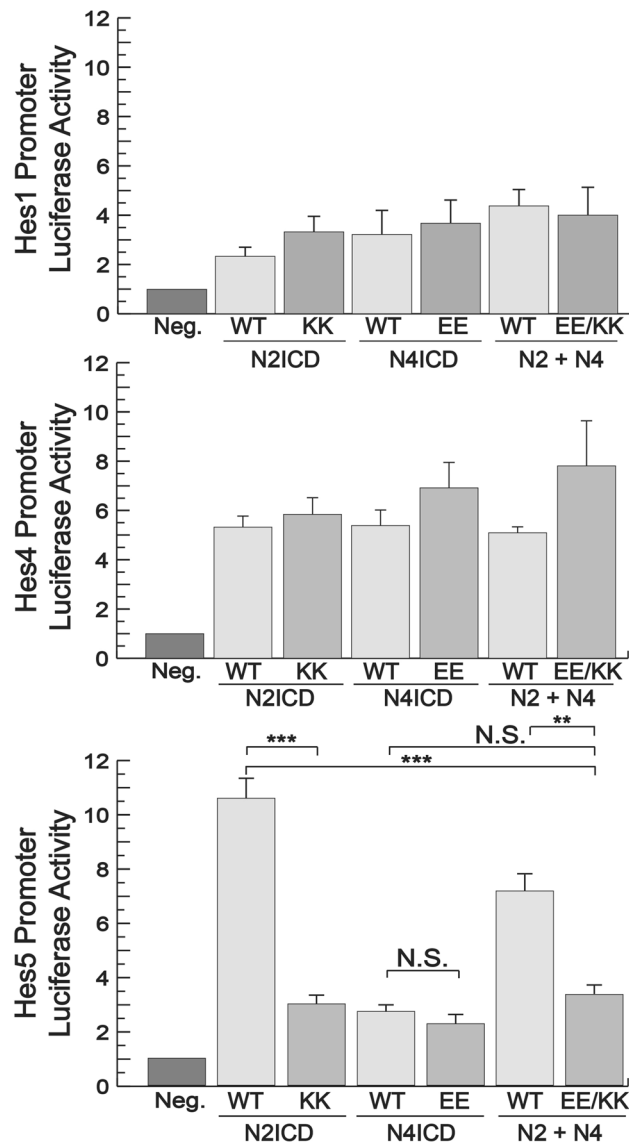 Hes1 Promoter
Luciferase Activity
12
10
8
6
4
2
0
Neg. WT KK WT EE WT EE/KK
N2ICD N4ICD N2 + N4
Hes4 Promoter
Luciferase Activity
12
10
8
6
4
2
0
Neg. WT KK WT EE WT EE/KK
N2ICD N4ICD N2 + N4
Hes5 Promoter
Luciferase Activity
N.S. **
*** ***
12
10
8
6
4
2
0
N.S.
Neg. WT KK WT EE WT EE/KK
N2ICD N4ICD N2 + N4